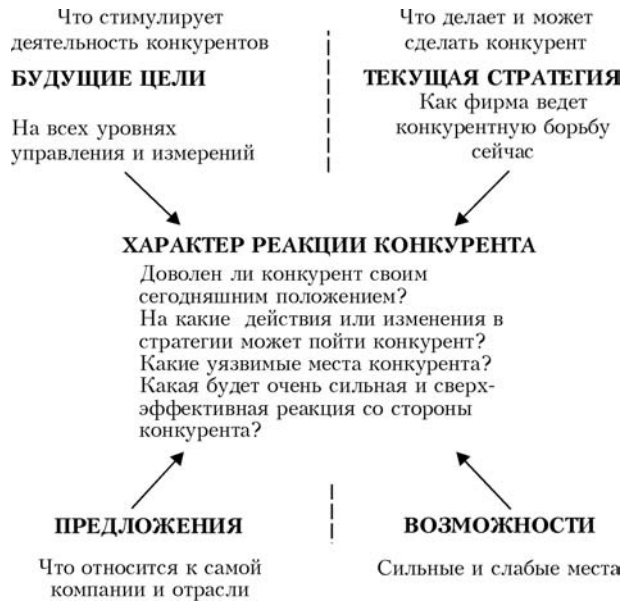 Что стимулирует
деятельность конкурентов
БУДУЩИЕ ЦЕЛИ
На всех уровнях
управления и измерений
Что делает и может
сделать конкурент
ТЕКУЩАЯ СТРАТЕГИЯ
Как фирма ведет
конкурентную борьбу
сейчас
ХАРАКТЕР РЕАКЦИИ КОНКУРЕНТА
Доволен ли конкурент своим
сегодняшним положением?
На какие действия или изменения в
стратегии может пойти конкурент?
Какие уязвимые места конкурента?
Какая будет очень сильная и сверх-
эффективная реакция со стороны
конкурента?
ПРЕДЛОЖЕНИЯ
Что относится к самой
компании и отрасли
ВОЗМОЖНОСТИ
Сильные и слабые места